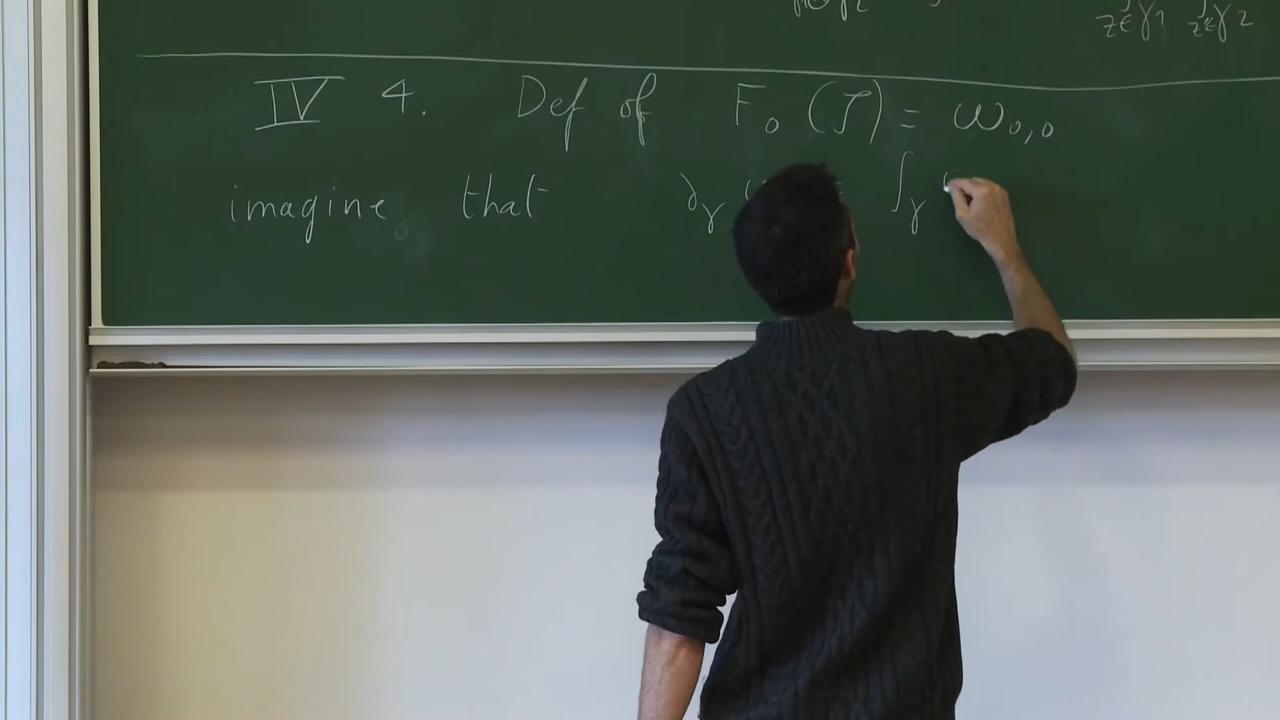 z∈γ1 z∈γ2
IV 4. Def of F₀ (𝒯) = ω₀,₀
imagine that ∂γ = ∫γ